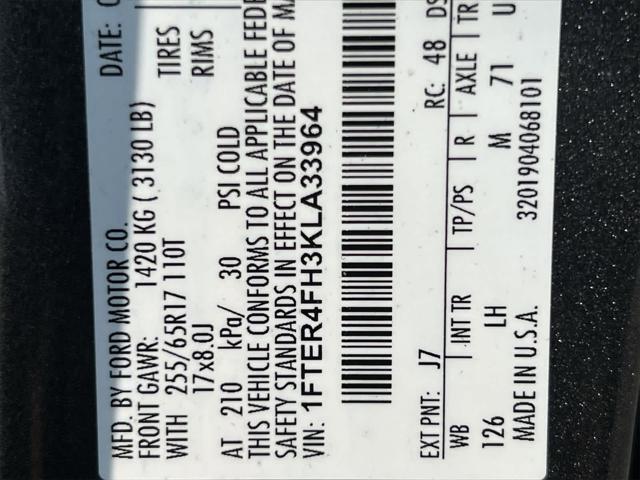 MFD. BY FORD MOTOR CO. DATE:
FRONT GAWR: 1420 KG ( 3130 LB)
WITH 255/65R17 110T TIRES
17x8.0J RIMS
AT 210 kPa/ 30 PSI COLD
THIS VEHICLE CONFORMS TO ALL APPLICABLE
SAFETY STANDARDS IN EFFECT ON THE DATE OF
VIN: 1FTER4FH3KLA33964
EXT PNT: J7 RC: 48
WB INT TR TP/PS R AXLE TR
126 LH M 71 U
MADE IN U.S.A. 3201904068101